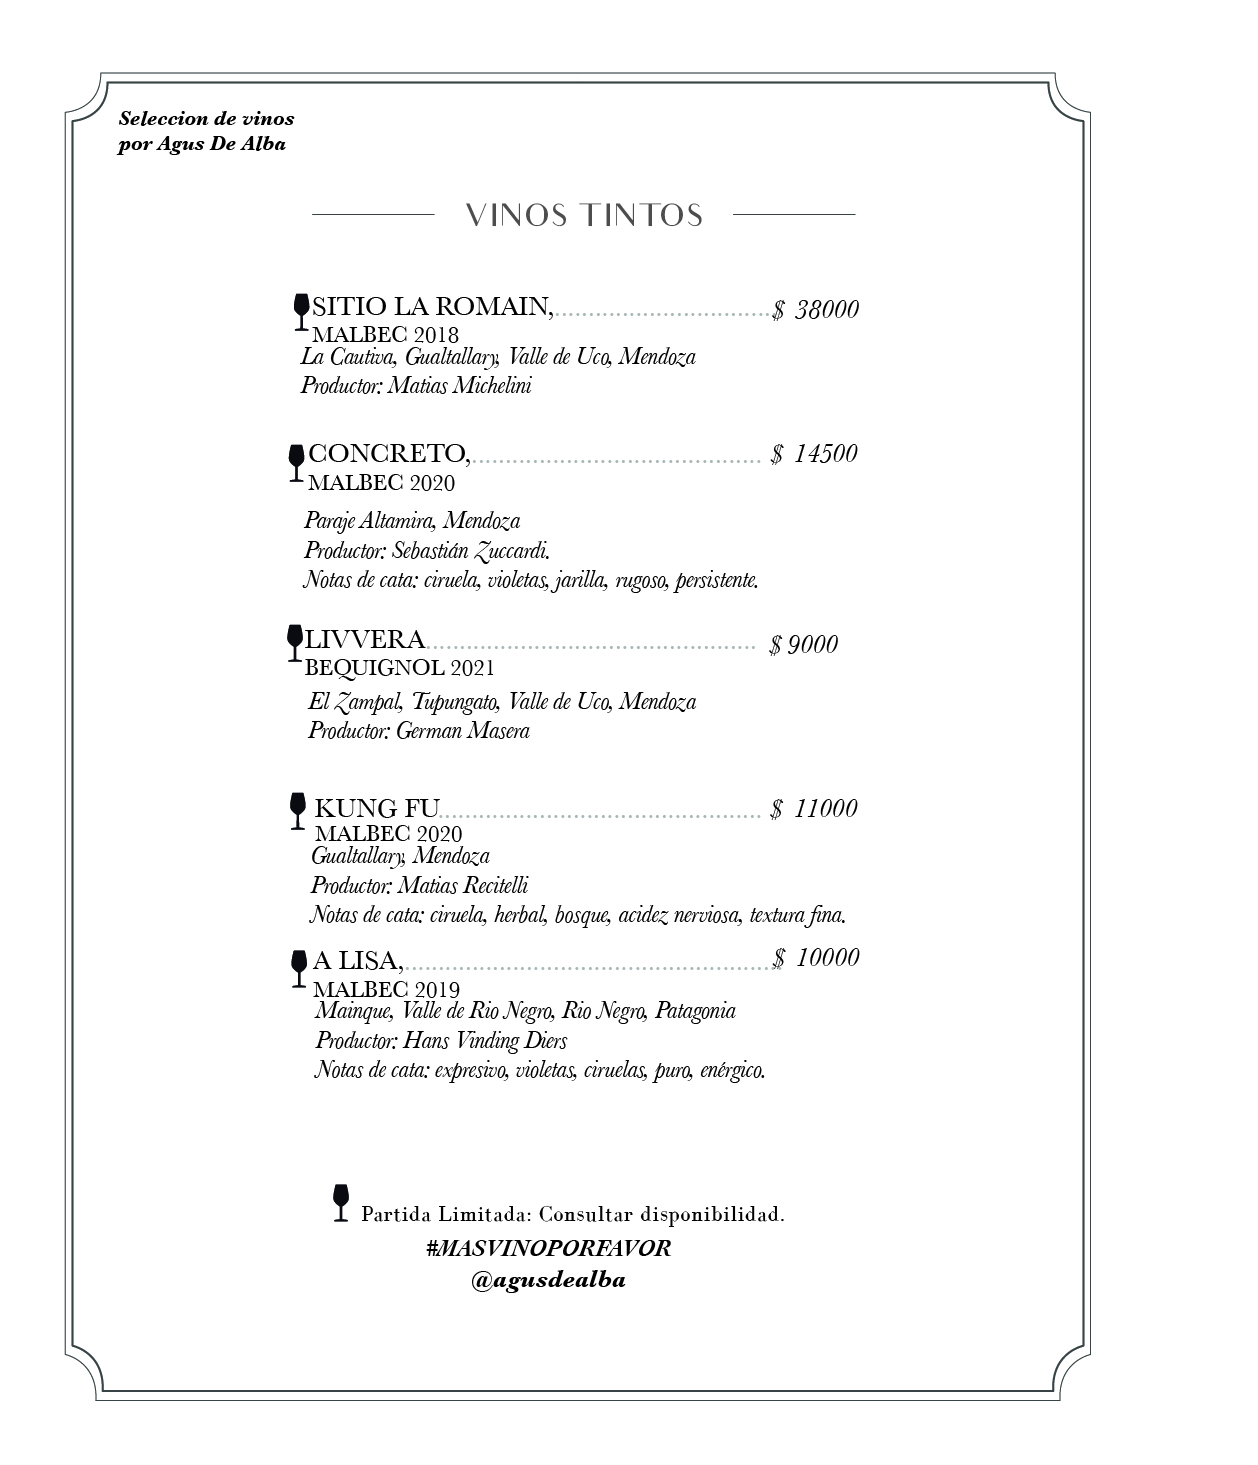 Seleccion de vinos
por Agus De Alba
VINOS TINTOS
SITIO LA ROMAIN,..............................$ 38000
MALBEC 2018
La Cautiva, Gualtallary, Valle de Uco, Mendoza
Productor: Matias Michelini
CONCRETO,........................................ $ 14500
MALBEC 2020
Paraje Altamira, Mendoza
Productor: Sebastián Zuccardi.
Notas de cata: ciruela, violetas, jarilla, rugoso, persistente.
LIVVERA.............................................. $ 9000
BEQUIGNOL 2021
El Zampal, Tupungato, Valle de Uco, Mendoza
Productor: German Masera
KUNG FU............................................ $ 11000
MALBEC 2020
Gualtallary, Mendoza
Productor: Matias Recitelli
Notas de cata: ciruela, herbal, bosque, acidez nerviosa, textura fina.
A LISA,....................................................$ 10000
MALBEC 2019
Mainque, Valle de Rio Negro, Rio Negro, Patagonia
Productor: Hans Vinding Diers
Notas de cata: expresivo, violetas, ciruelas, puro, enérgico.
Partida Limitada: Consultar disponibilidad.
#MASVINOPORFAVOR
@agusdealba